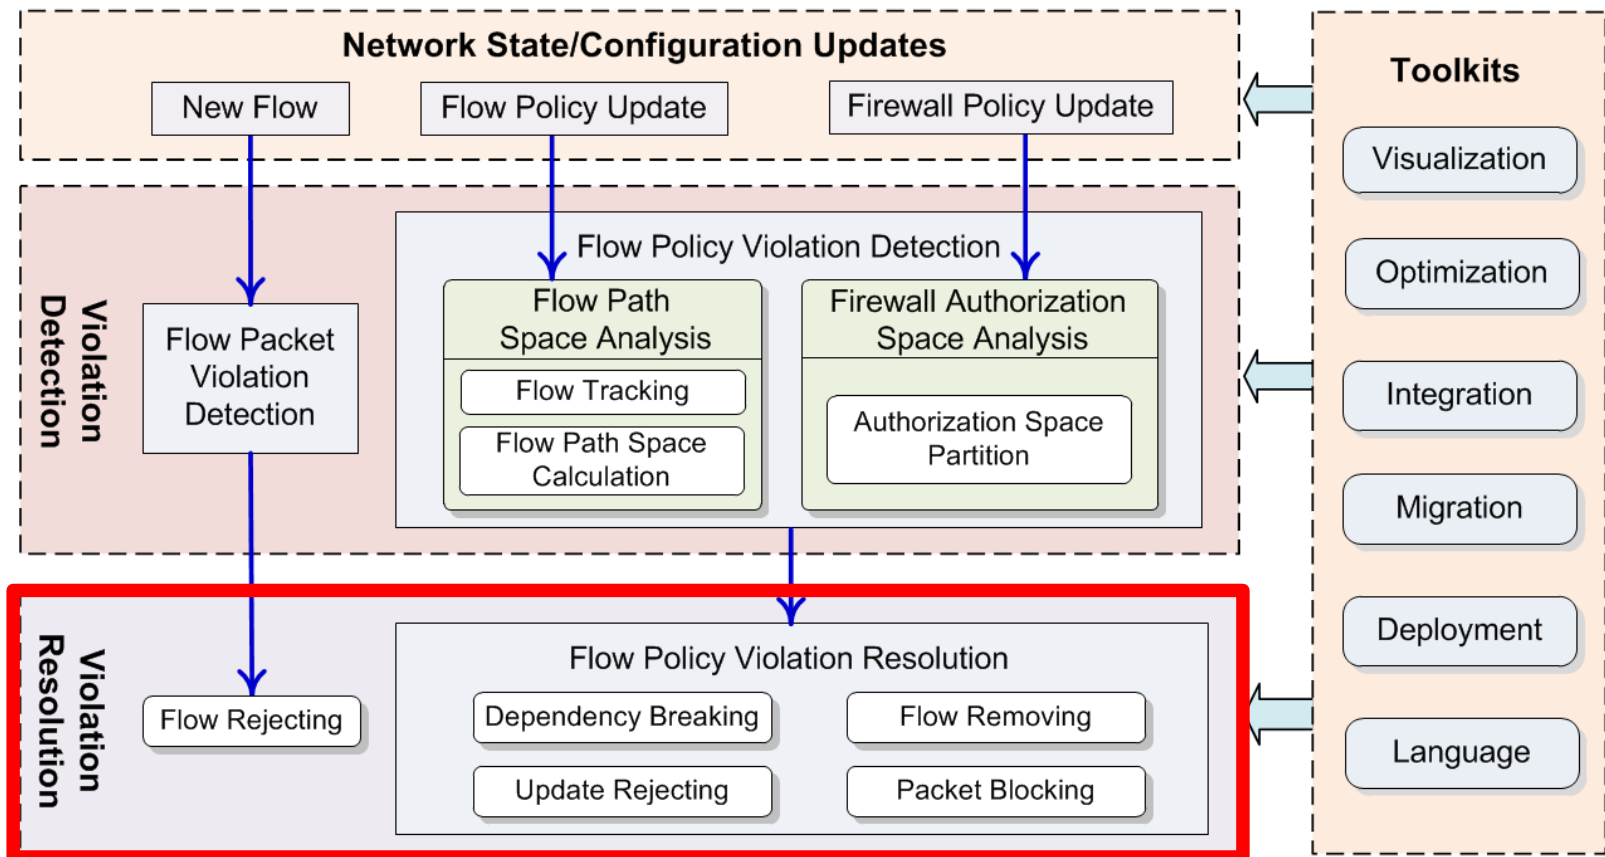 Network State/Configuration Updates
New Flow
Flow Policy Update
Firewall Policy Update
Violation
Detection
Flow Packet
Violation
Detection
Flow Policy Violation Detection
Flow Path
Space Analysis
Flow Tracking
Flow Path Space
Calculation
Firewall Authorization
Space Analysis
Authorization Space
Partition
Violation
Resolution
Flow Rejecting
Flow Policy Violation Resolution
Dependency Breaking
Flow Removing
Update Rejecting
Packet Blocking
Toolkits
Visualization
Optimization
Integration
Migration
Deployment
Language